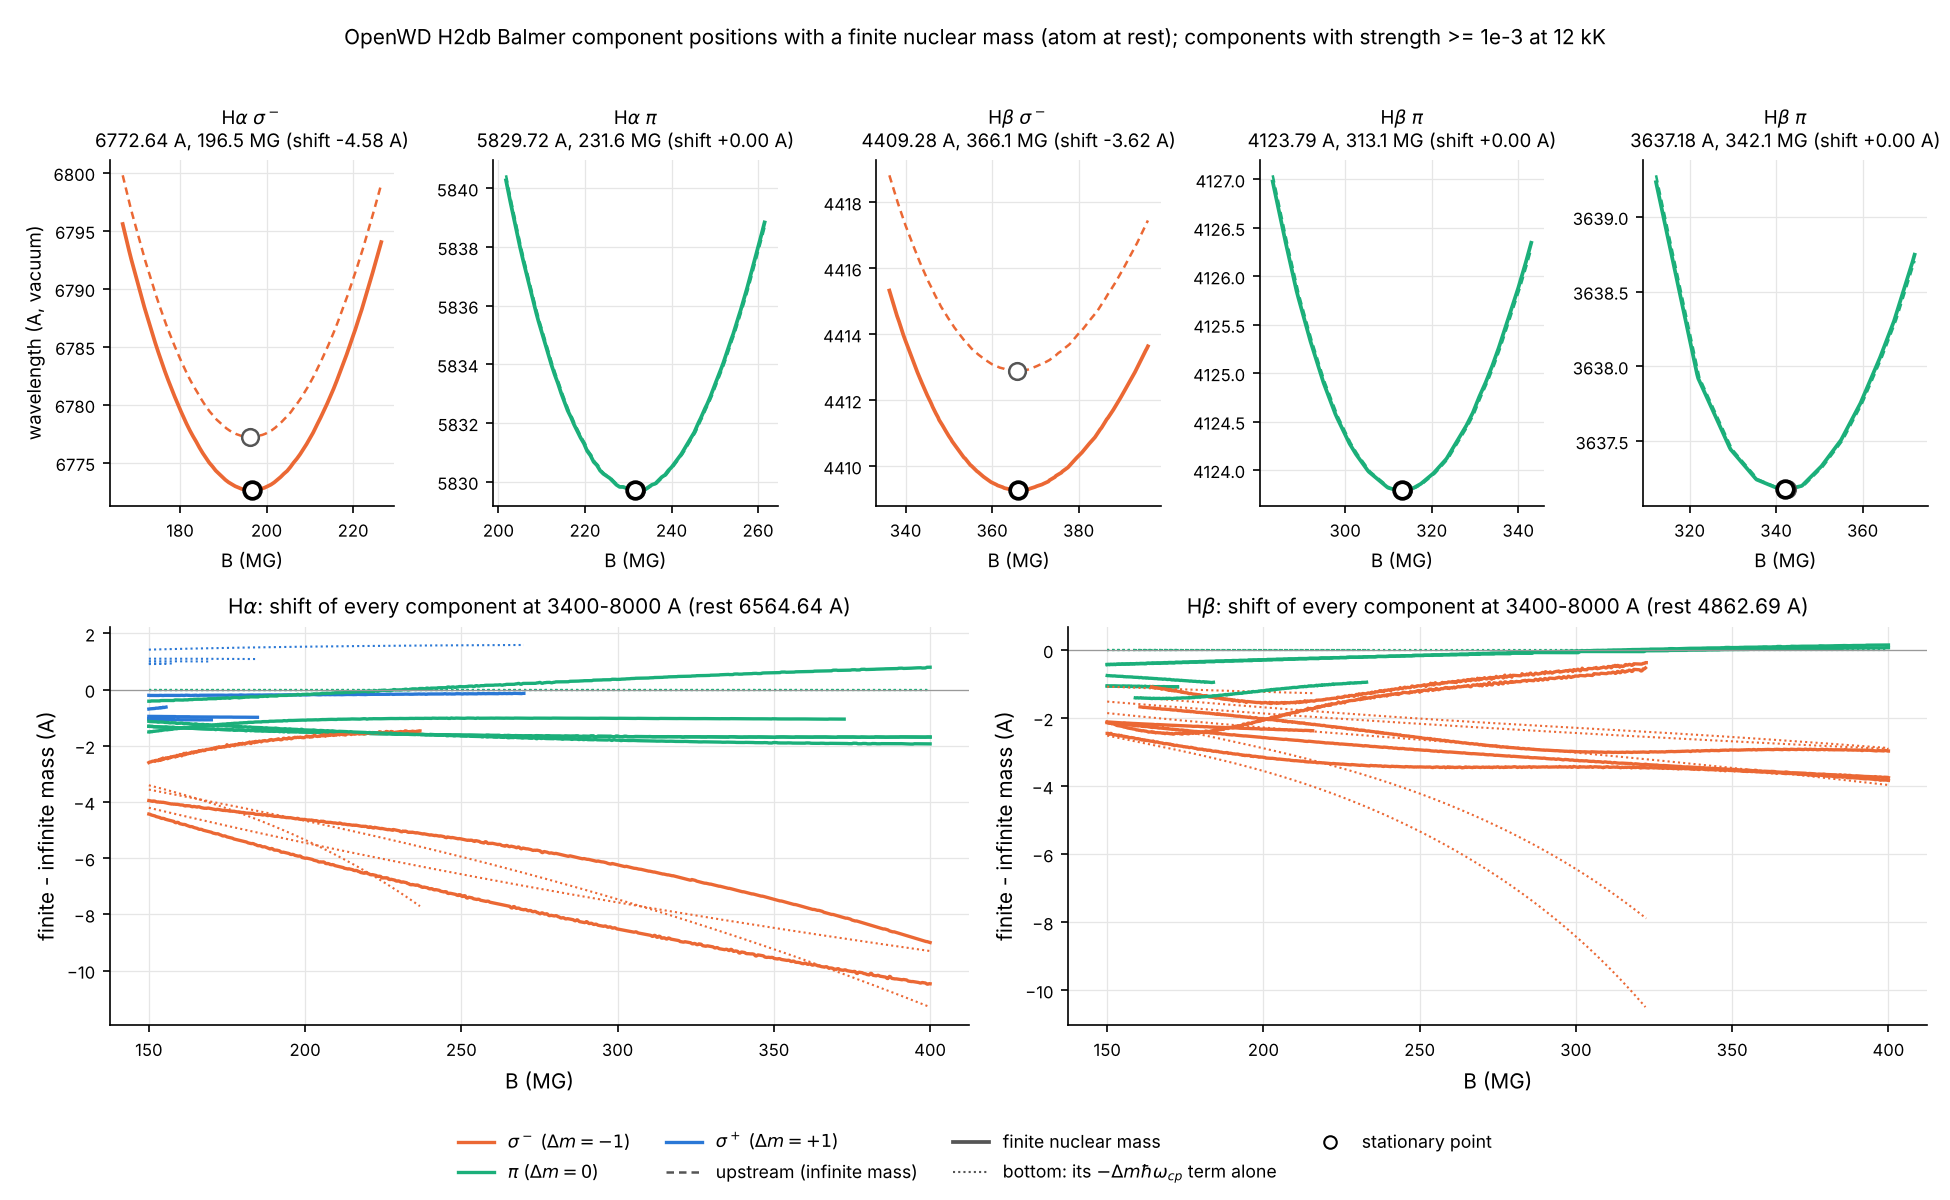 OpenWD H2db Balmer component positions with a finite nuclear mass (atom at rest); components with strength >= 1e-3 at 12 kK
Hα σ⁻
6772.64 A, 196.5 MG (shift -4.58 A)
Hα π
5829.72 A, 231.6 MG (shift +0.00 A)
Hβ σ⁻
4409.28 A, 366.1 MG (shift -3.62 A)
Hβ π
4123.79 A, 313.1 MG (shift +0.00 A)
Hβ π
3637.18 A, 342.1 MG (shift +0.00 A)
wavelength (A, vacuum)
6800
6795
6790
6785
6780
6775
180 200 220
B (MG)
5840
5838
5836
5834
5832
5830
200 220 240 260
B (MG)
4418
4416
4414
4412
4410
340 360 380
B (MG)
4127.0
4126.5
4126.0
4125.5
4125.0
4124.5
4124.0
300 320 340
B (MG)
3639.0
3638.5
3638.0
3637.5
320 340 360
B (MG)
Hα: shift of every component at 3400-8000 A (rest 6564.64 A)
finite - infinite mass (A)
2
0
−2
−4
−6
−8
−10
150 200 250 300 350 400
B (MG)
Hβ: shift of every component at 3400-8000 A (rest 4862.69 A)
finite - infinite mass (A)
0
−2
−4
−6
−8
−10
150 200 250 300 350 400
B (MG)
σ⁻ (Δm = −1)
σ⁺ (Δm = +1)
finite nuclear mass
stationary point
π (Δm = 0)
upstream (infinite mass)
bottom: its −Δmħω_cp term alone